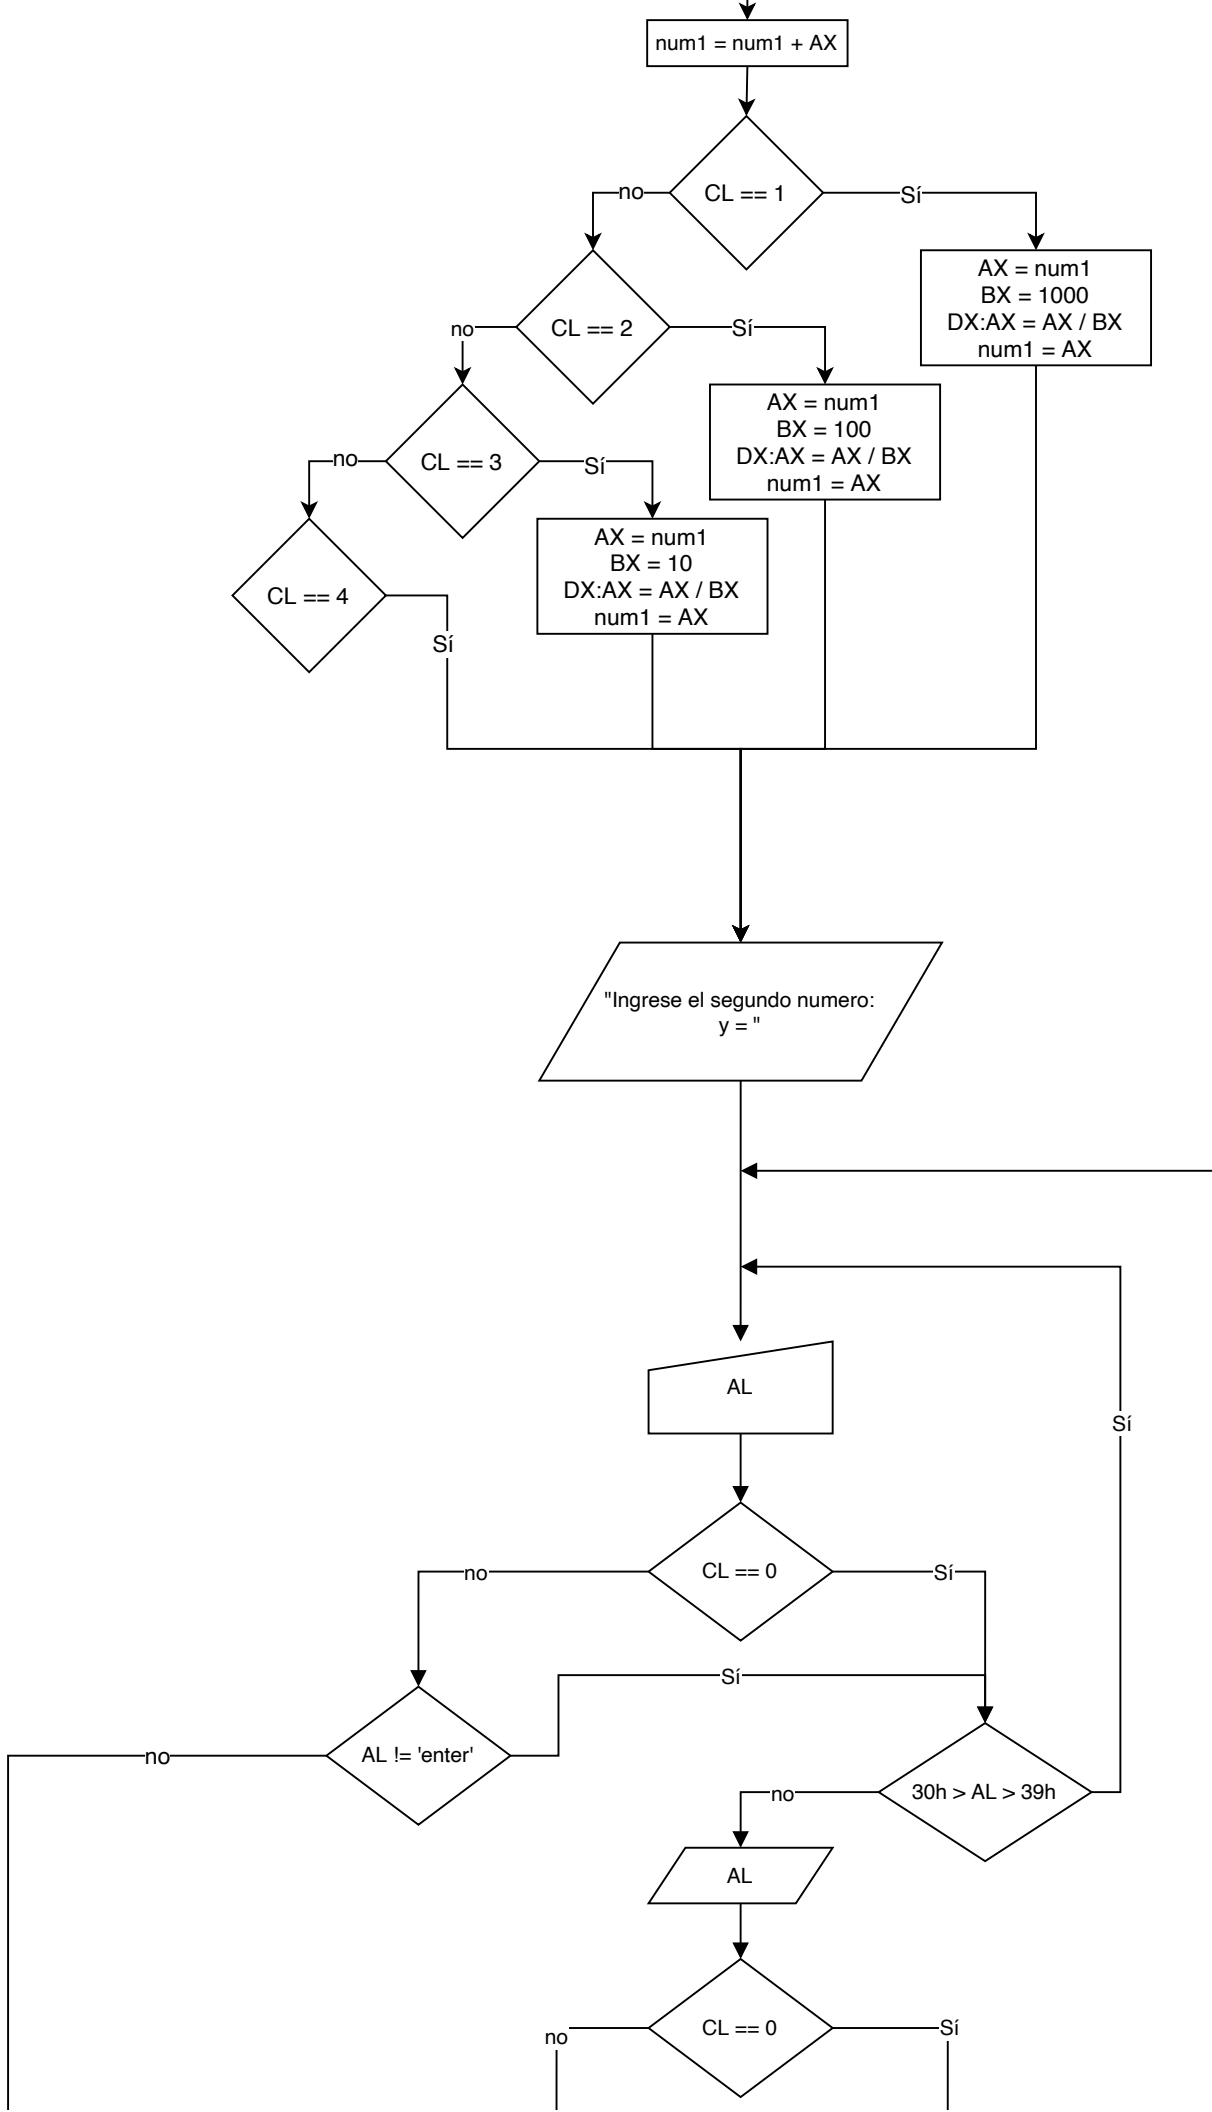 num1 = num1 + AX
CL == 1
no
Sí
AX = num1
BX = 1000
DX:AX = AX / BX
num1 = AX
CL == 2
no
Sí
AX = num1
BX = 100
DX:AX = AX / BX
num1 = AX
CL == 3
no
Sí
AX = num1
BX = 10
DX:AX = AX / BX
num1 = AX
CL == 4
Sí
"Ingrese el segundo numero:
y = "
AL
Sí
CL == 0
no
Sí
Sí
AL != 'enter'
no
30h > AL > 39h
no
AL
CL == 0
no
Sí